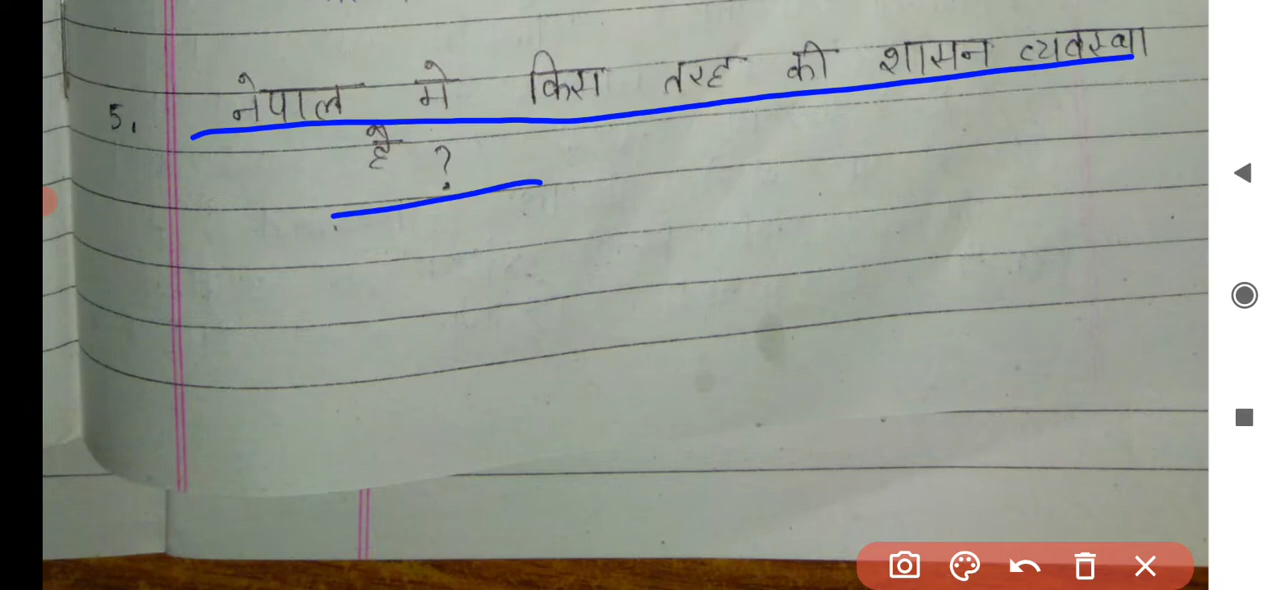 5. नेपाल मे किस तरह की शासन व्यवस्था
है ?